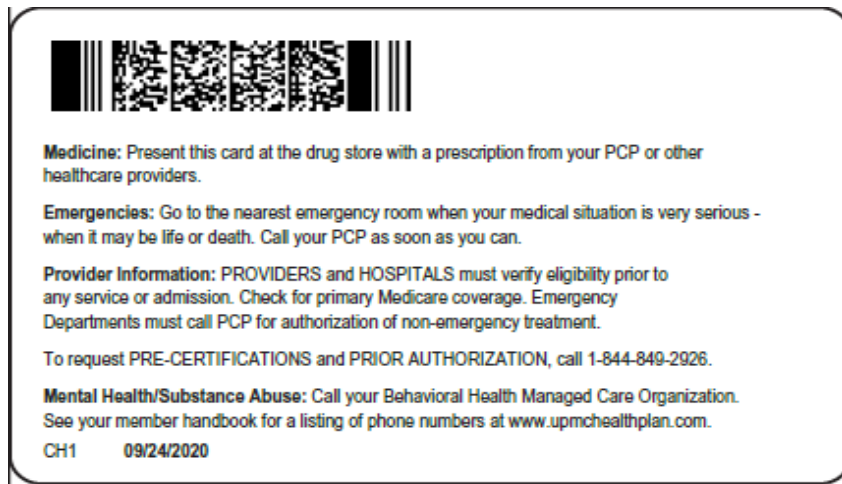 Medicine: Present this card at the drug store with a prescription from your PCP or other
healthcare providers.
Emergencies: Go to the nearest emergency room when your medical situation is very serious -
when it may be life or death. Call your PCP as soon as you can.
Provider Information: PROVIDERS and HOSPITALS must verify eligibility prior to
any service or admission. Check for primary Medicare coverage. Emergency
Departments must call PCP for authorization of non-emergency treatment.
To request PRE-CERTIFICATIONS and PRIOR AUTHORIZATION, call 1-844-849-2926.
Mental Health/Substance Abuse: Call your Behavioral Health Managed Care Organization.
See your member handbook for a listing of phone numbers at www.upmchealthplan.com.
CH1 09/24/2020